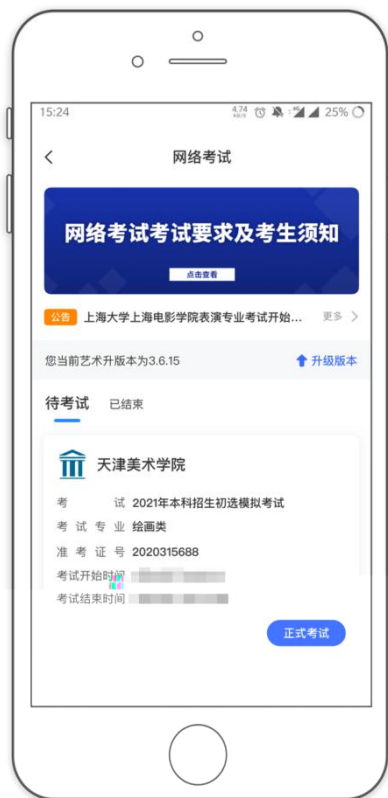 15:24
4.74
KB/S
4G
25%
网络考试
网络考试考试要求及考生须知
点击查看
公告 上海大学上海电影学院表演专业考试开始... 更多
您当前艺术升版本为3.6.15 升级版本
待考试 已结束
天津美术学院
考 试 2021年本科招生初选模拟考试
考试专业 绘画类
准考证号 2020315688
考试开始时间
考试结束时间
正式考试